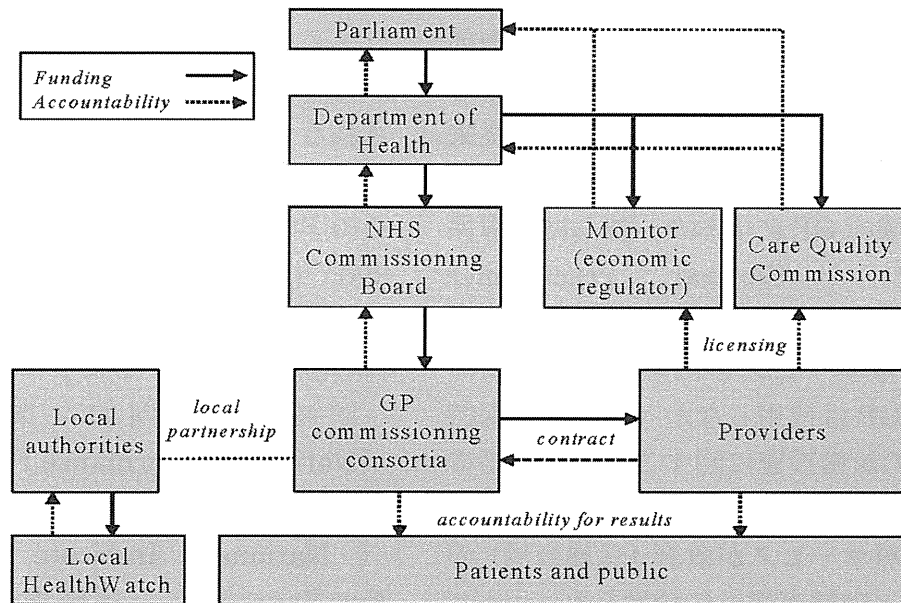 Parliament
Funding
Accountability
Department of
Health
NHS
Commissioning
Board
Monitor
(economic
regulator)
Care Quality
Commission
licensing
Local
authorities
local
partnership
GP
commissioning
consortia
contract
Providers
accountability for results
Local
HealthWatch
Patients and public